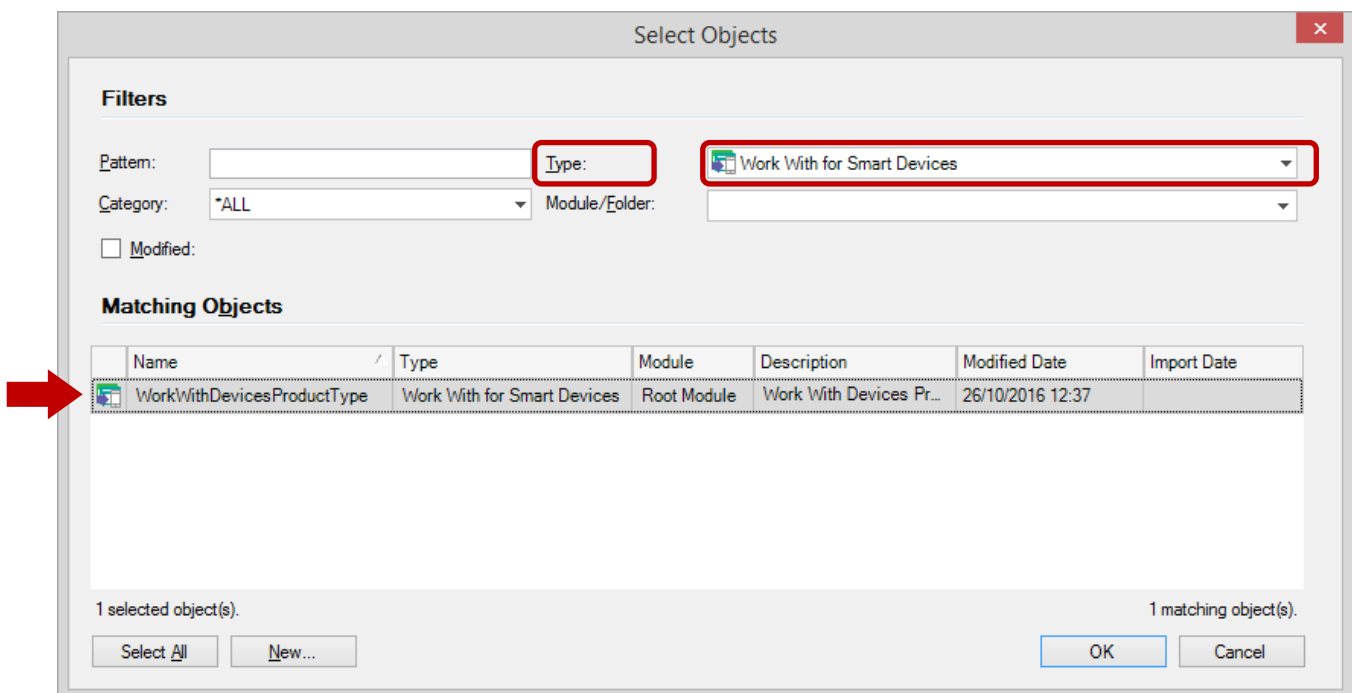 Select Objects
Filters
Pattern: Type: Work With for Smart Devices
Category: *ALL Module/Folder:
Modified:
Matching Objects
Name Type Module Description Modified Date Import Date
WorkWithDevicesProductType Work With for Smart Devices Root Module Work With Devices Pr... 26/10/2016 12:37
1 selected object(s). 1 matching object(s).
Select All New... OK Cancel